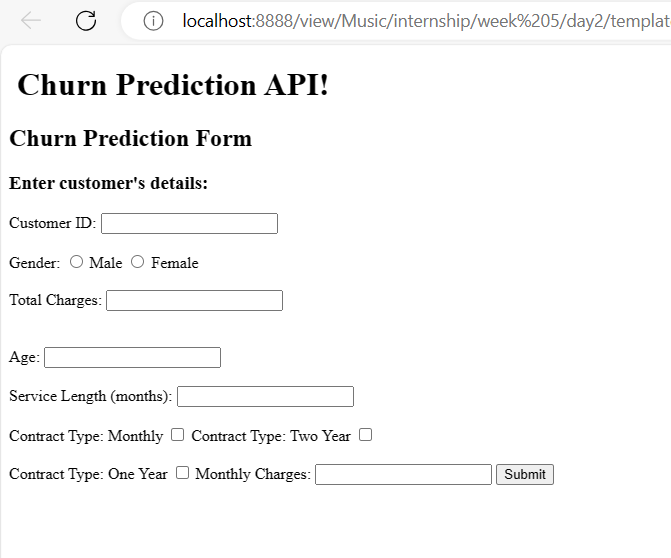 localhost:8888/view/Music/internship/week%205/day2/templat
Churn Prediction API!
Churn Prediction Form
Enter customer's details:
Customer ID:
Gender: Male Female
Total Charges:
Age:
Service Length (months):
Contract Type: Monthly Contract Type: Two Year
Contract Type: One Year Monthly Charges: Submit